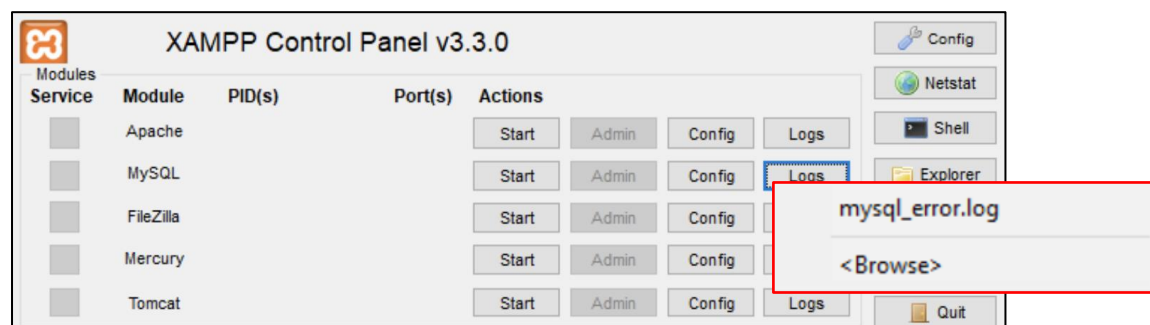 XAMPP Control Panel v3.3.0
Config
Modules
Netstat
Service Module PID(s) Port(s) Actions
Apache Start Admin Config Logs
Shell
MySQL Start Admin Config Logs
Explorer
mysql_error.log
FileZilla Start Admin Config
<Browse>
Mercury Start Admin Config
Tomcat Start Admin Config Logs
Quit